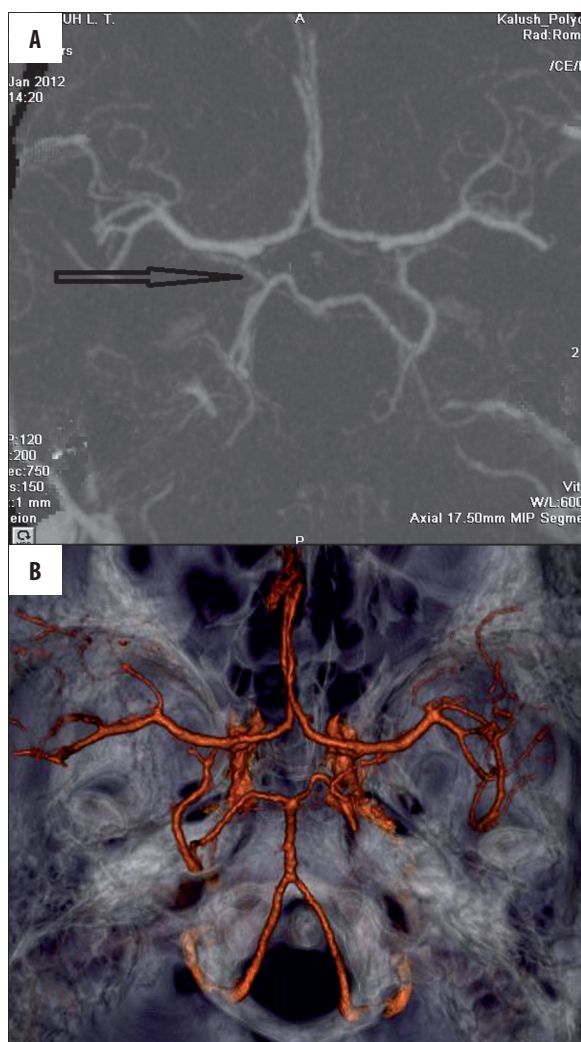 A
UH L. T.
A
Kalush_Polyc
Rad:Rom
rs
/CE/
Jan 2012
14:20
2
P:120
:200
ec:750
s:150
:1 mm
eion
Vit
W/L:600
Axial 17.50mm MIP Segme
P
B